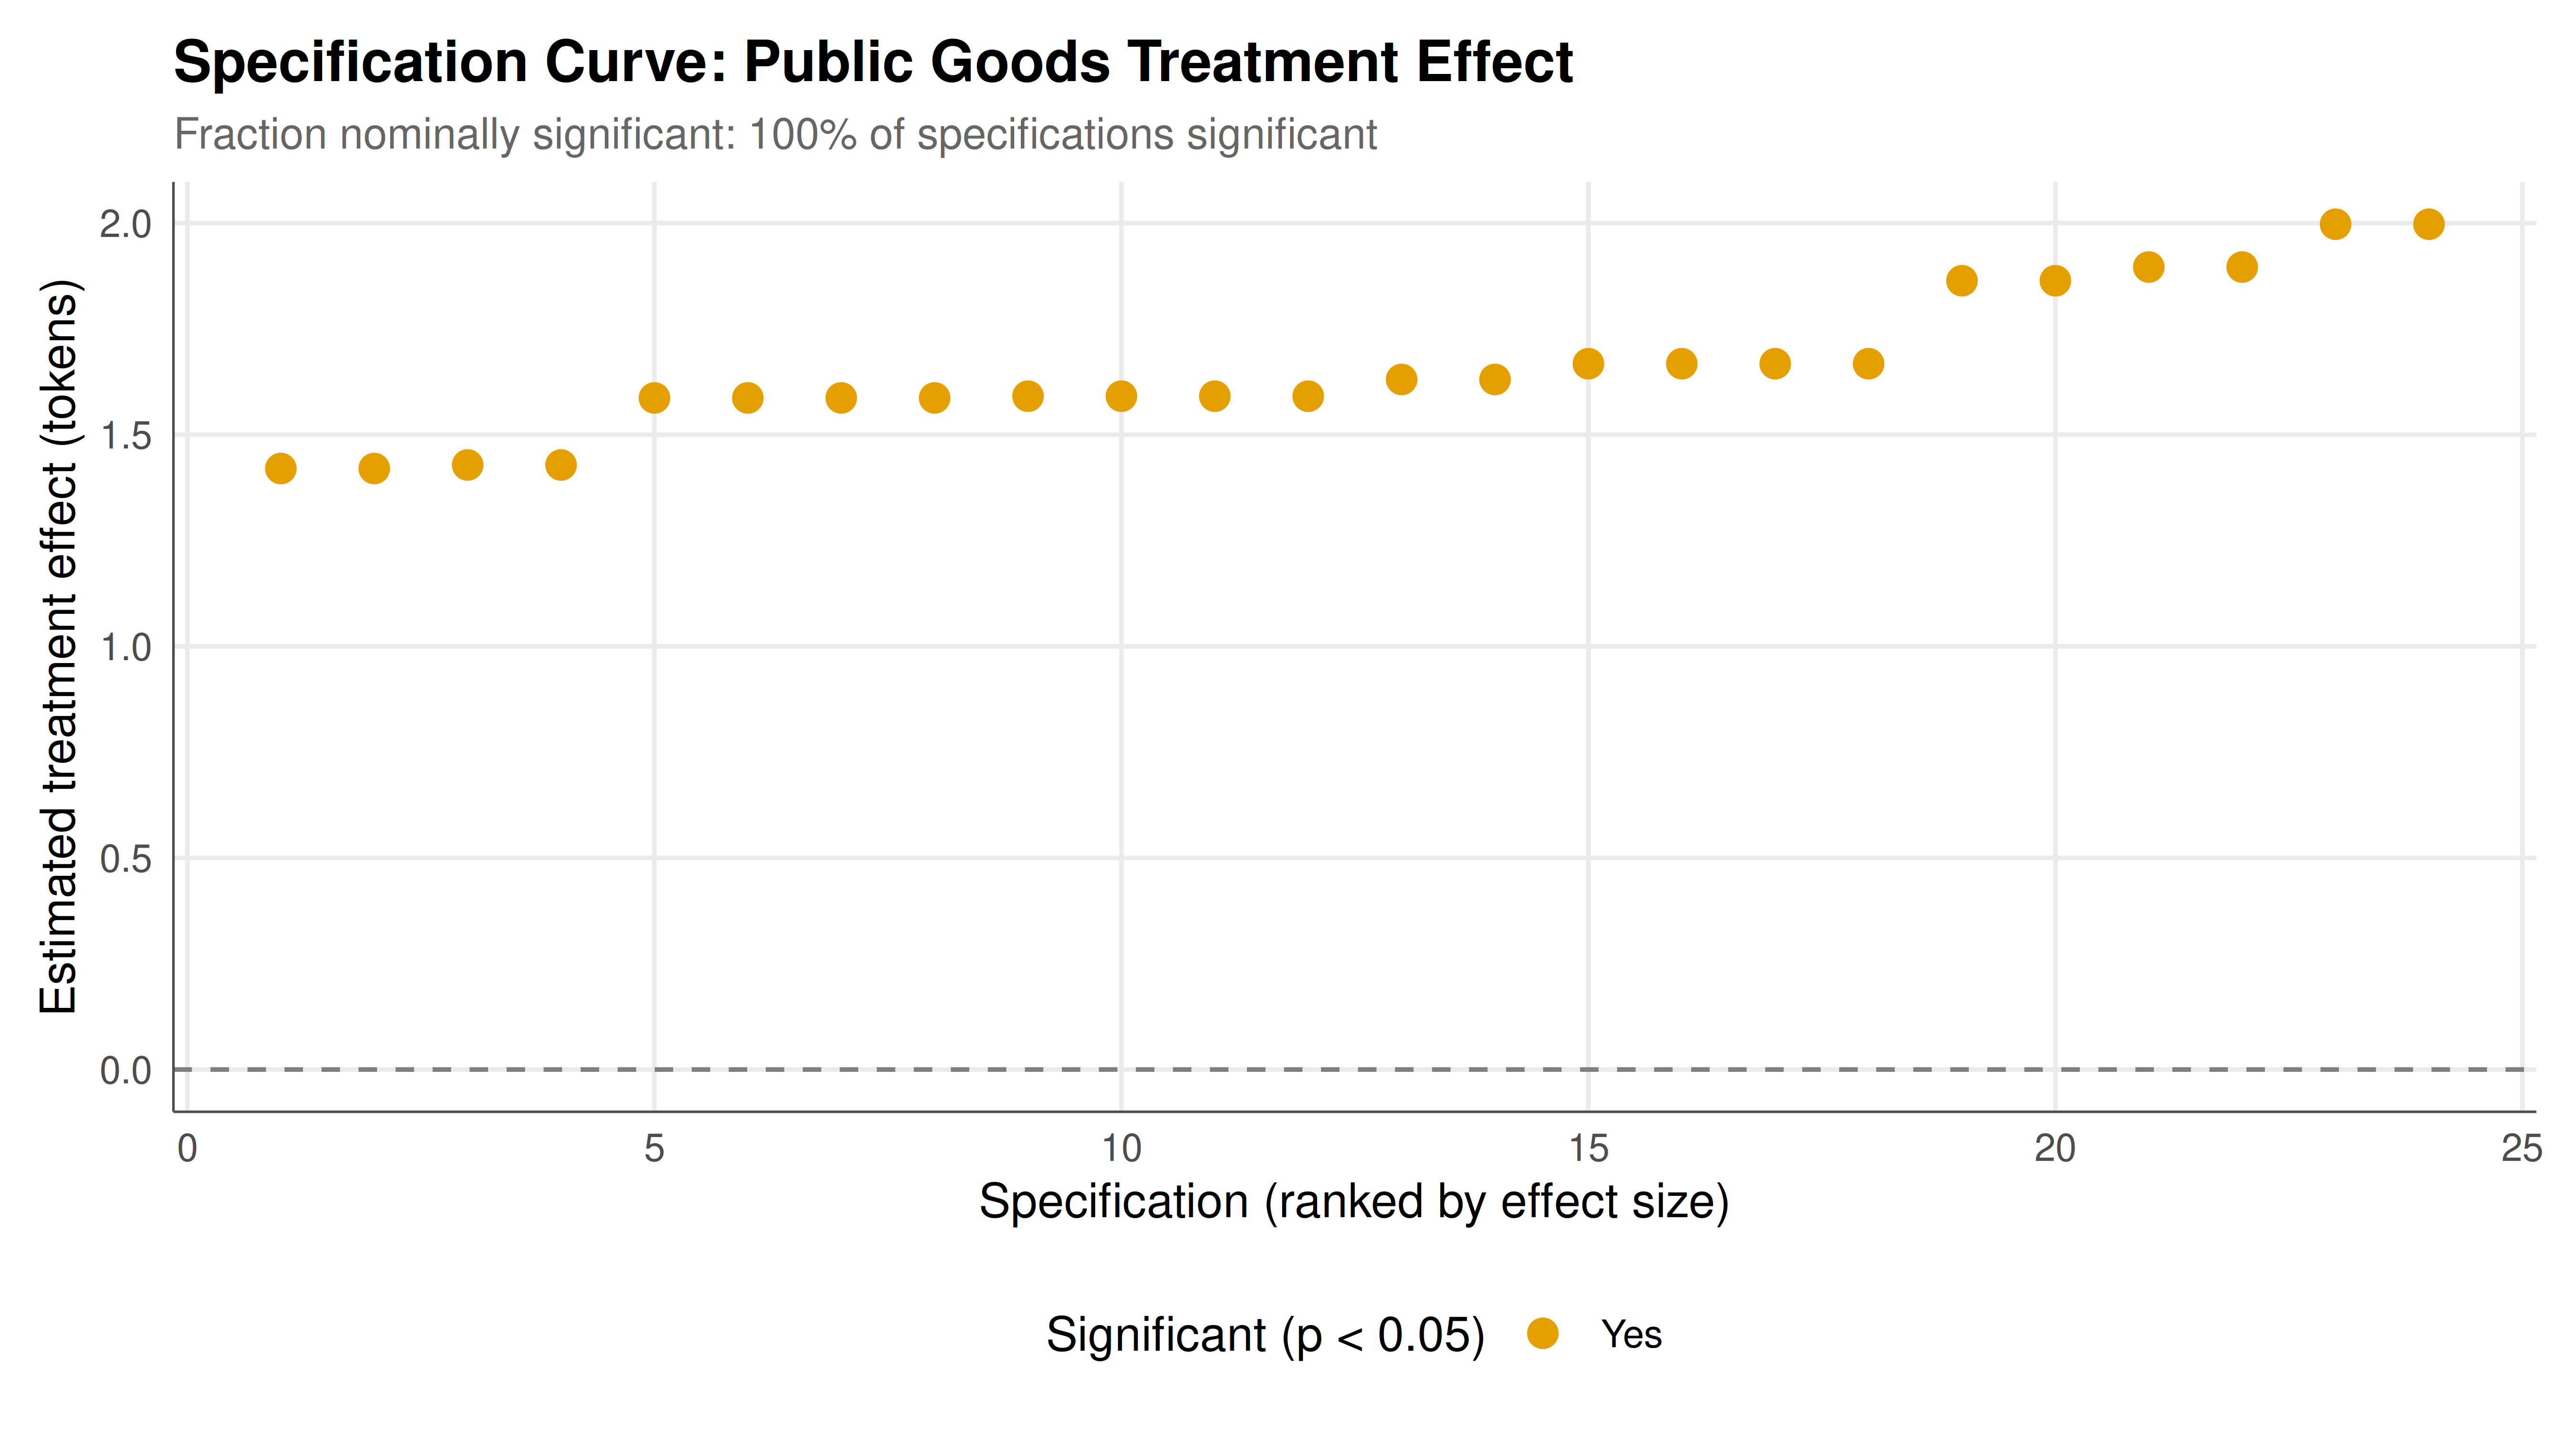 Specification Curve: Public Goods Treatment Effect
Fraction nominally significant: 100% of specifications significant
Estimated treatment effect (tokens)
2.0
1.5
1.0
0.5
0.0
0 5 10 15 20 25
Specification (ranked by effect size)
Significant (p < 0.05) Yes